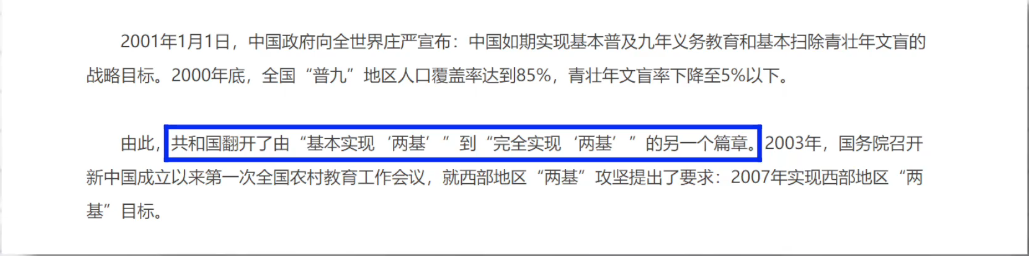 2001年1月1日，中国政府向全世界庄严宣布：中国如期实现基本普及九年义务教育和基本扫除青壮年文盲的
战略目标。2000年底，全国“普九”地区人口覆盖率达到85%，青壮年文盲率下降至5%以下。
由此，共和国翻开了由“基本实现‘两基’”到“完全实现‘两基’”的另一个篇章。2003年，国务院召开
新中国成立以来第一次全国农村教育工作会议，就西部地区“两基”攻坚提出了要求：2007年实现西部地区“两
基”目标。